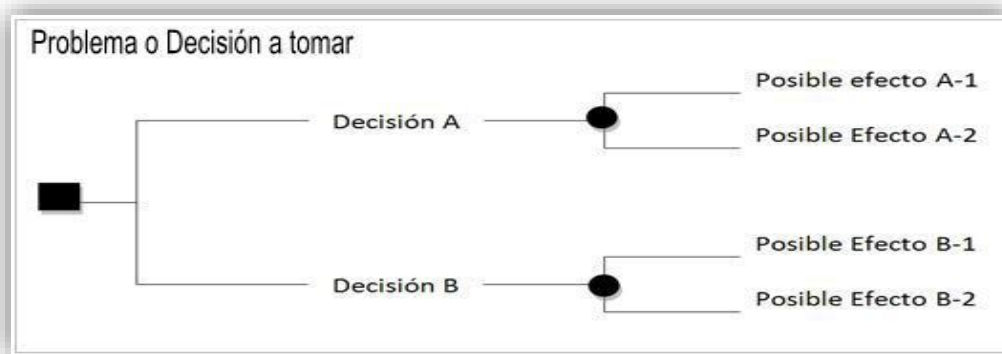 Problema o Decisión a tomar
Posible efecto A-1
Decisión A
Posible Efecto A-2
Posible Efecto B-1
Decisión B
Posible Efecto B-2